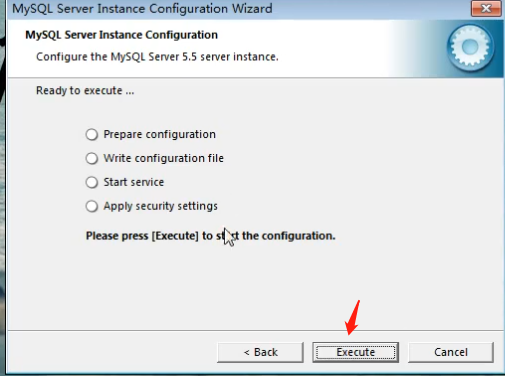 MySQL Server Instance Configuration Wizard
MySQL Server Instance Configuration
Configure the MySQL Server 5.5 server instance.
Ready to execute ...
Prepare configuration
Write configuration file
Start service
Apply security settings
Please press [Execute] to start the configuration.
< Back Execute Cancel